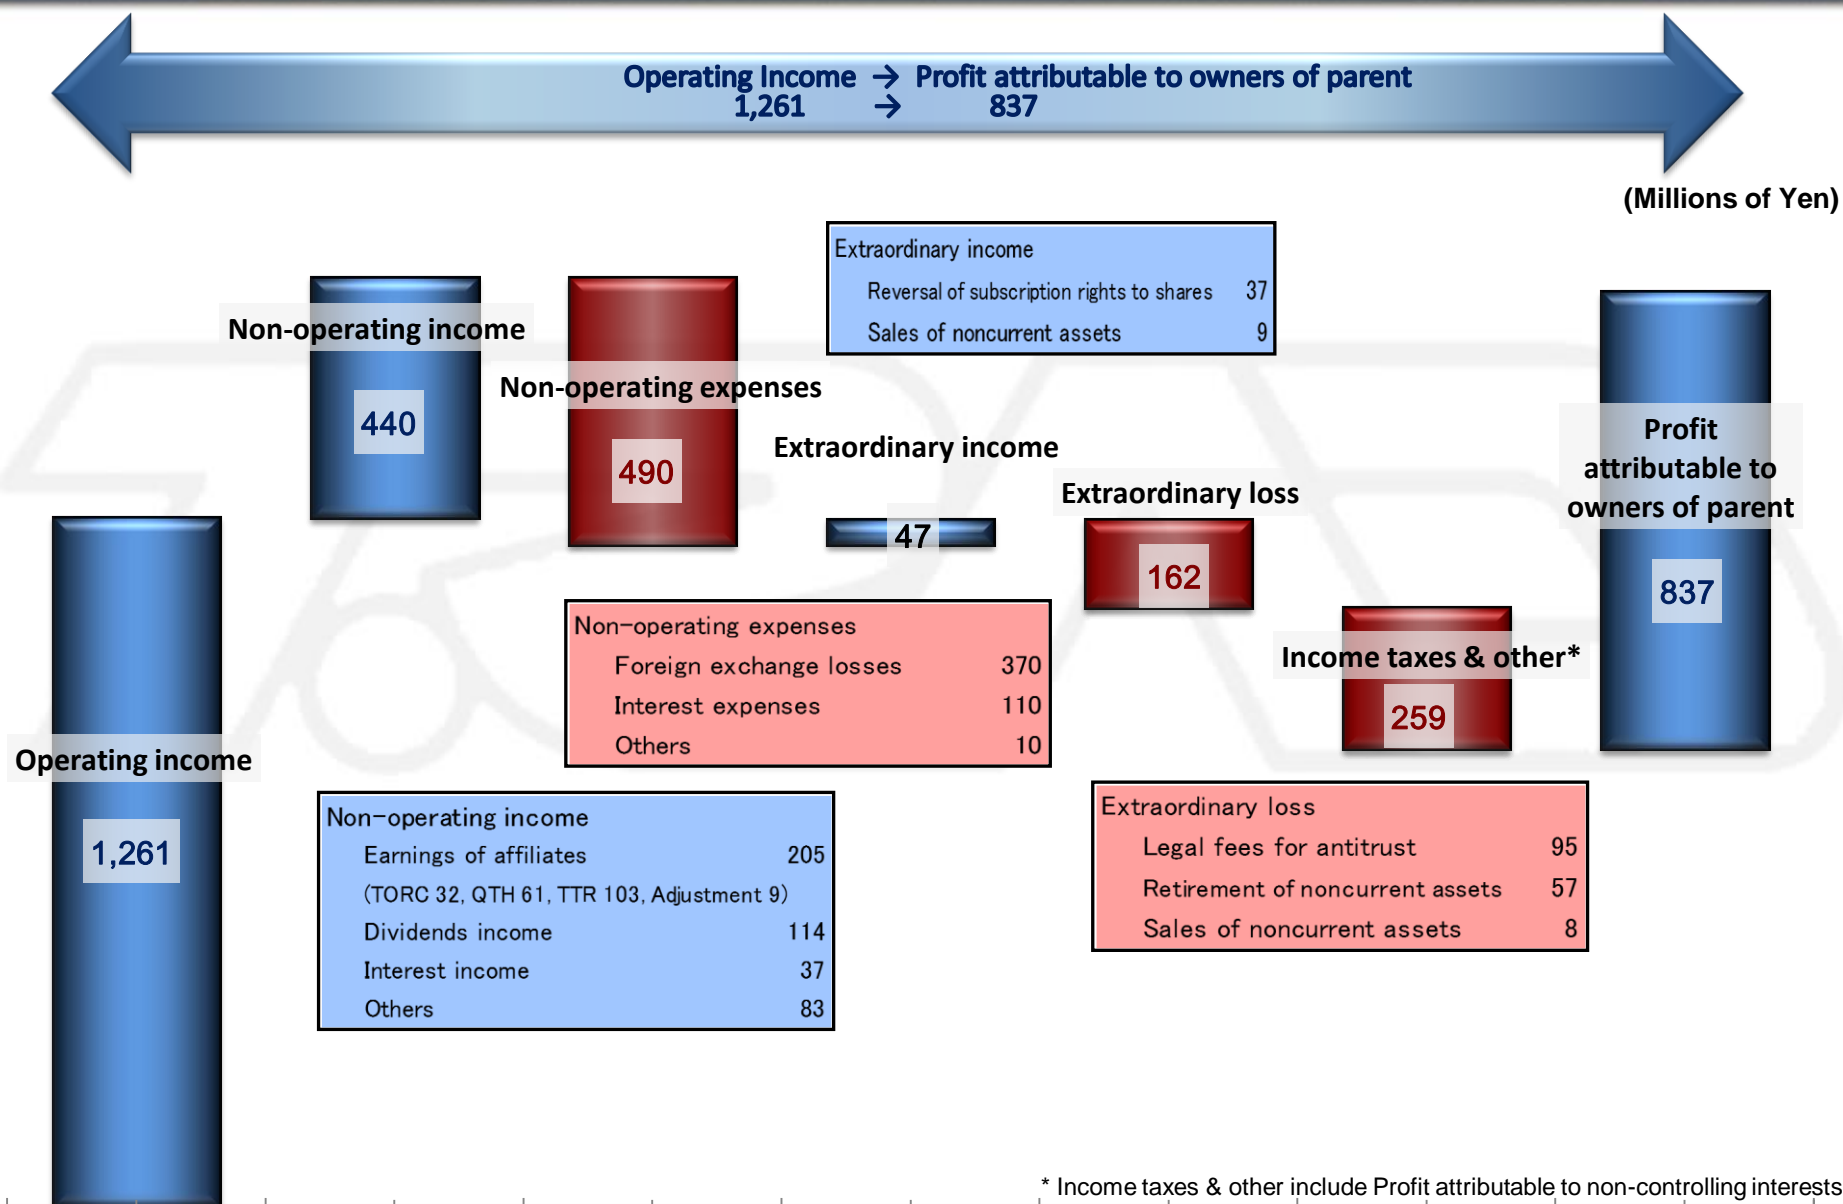 Operating Income → Profit attributable to owners of parent
1,261 → 837
(Millions of Yen)
Extraordinary income
Reversal of subscription rights to shares 37
Sales of noncurrent assets 9
Non-operating income
440
Non-operating expenses
490
Extraordinary income
47
Extraordinary loss
162
Income taxes & other*
259
Profit
attributable to
owners of parent
837
Operating income
1,261
Non-operating expenses
Foreign exchange losses 370
Interest expenses 110
Others 10
Non-operating income
Earnings of affiliates 205
(TORC 32, QTH 61, TTR 103, Adjustment 9)
Dividends income 114
Interest income 37
Others 83
Extraordinary loss
Legal fees for antitrust 95
Retirement of noncurrent assets 57
Sales of noncurrent assets 8
* Income taxes & other include Profit attributable to non-controlling interests